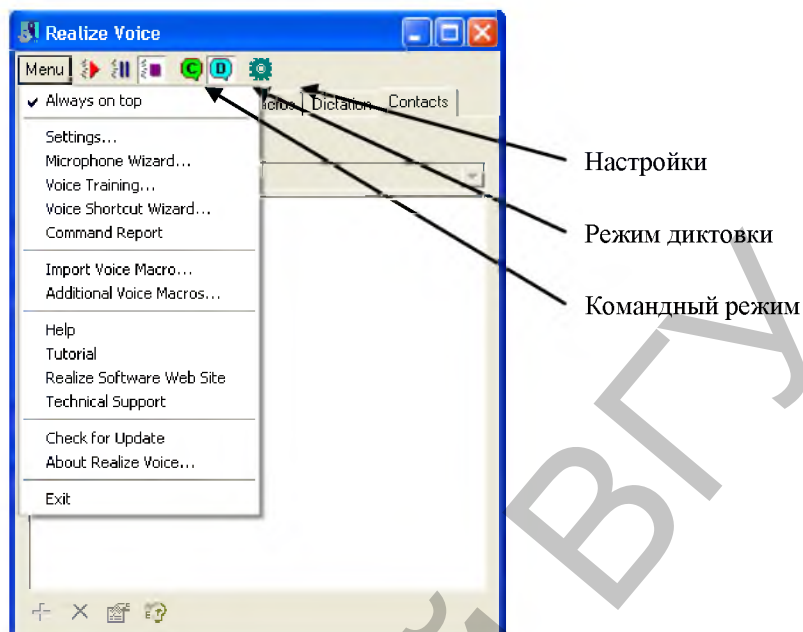 Realize Voice
Menu C D
Always on top
Dictation Contacts
Settings...
Microphone Wizard...
Voice Training...
Voice Shortcut Wizard...
Command Report
Import Voice Macro...
Additional Voice Macros...
Help
Tutorial
Realize Software Web Site
Technical Support
Check for Update
About Realize Voice...
Exit
Настройки
Режим диктовки
Командный режим
ВГУ